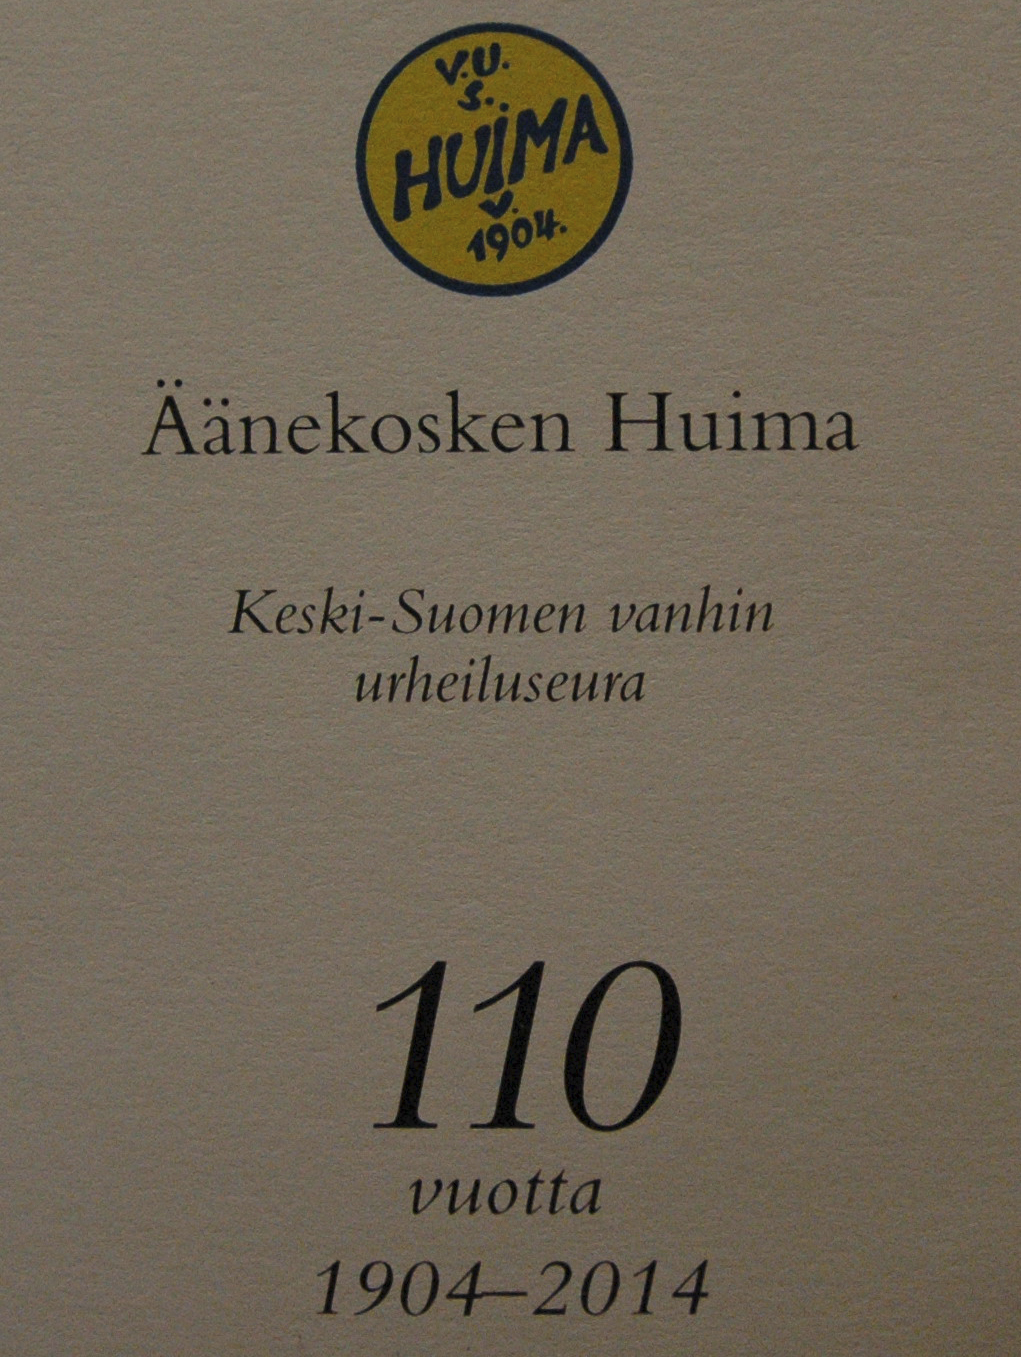 V.U.
S.
HUiMA
V.
1904.
Äänekosken Huima
Keski-Suomen vanhin
urheiluseura
110
vuotta
1904–2014